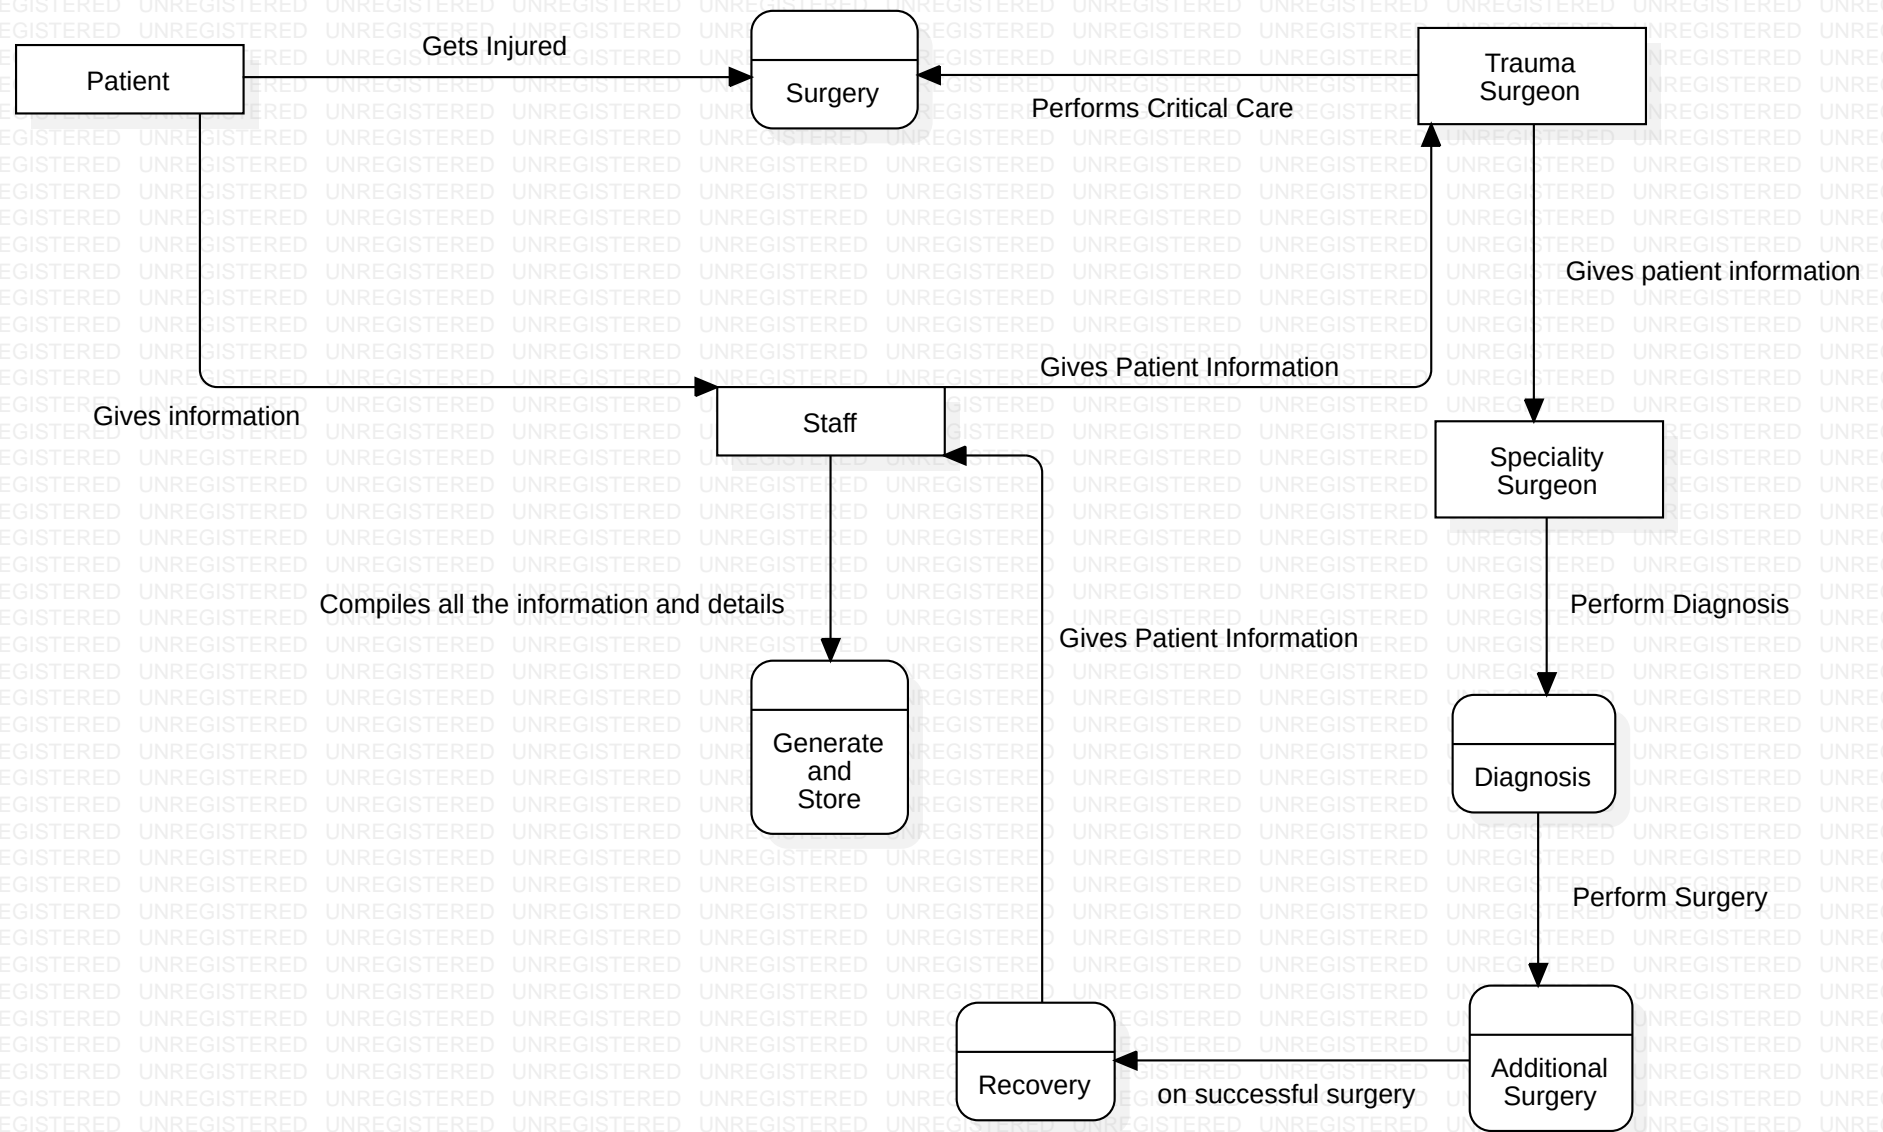 Gets Injured
Patient
Surgery
Trauma
Surgeon
Performs Critical Care
Gives patient information
Gives Patient Information
Gives information
Staff
Speciality
Surgeon
Compiles all the information and details
Perform Diagnosis
Gives Patient Information
Generate
and
Store
Diagnosis
Perform Surgery
Recovery
on successful surgery
Additional
Surgery
UNREGISTERED